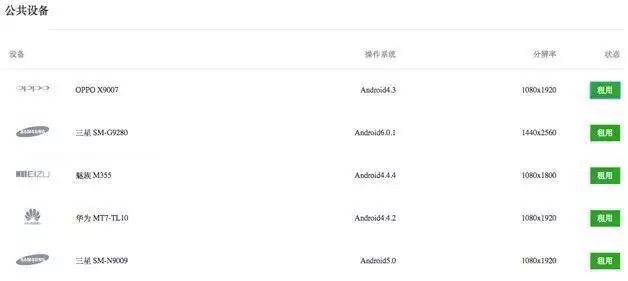 公共设备
设备 操作系统 分辨率 状态
oppo OPPO X9007 Android4.3 1080x1920 租用
SAMSUNG 三星 SM-G9280 Android6.0.1 1440x2560 租用
MEIZU 魅族 M355 Android4.4.4 1080x1800 租用
华为 MT7-TL10 Android4.4.2 1080x1920 租用
SAMSUNG 三星 SM-N9009 Android5.0 1080x1920 租用